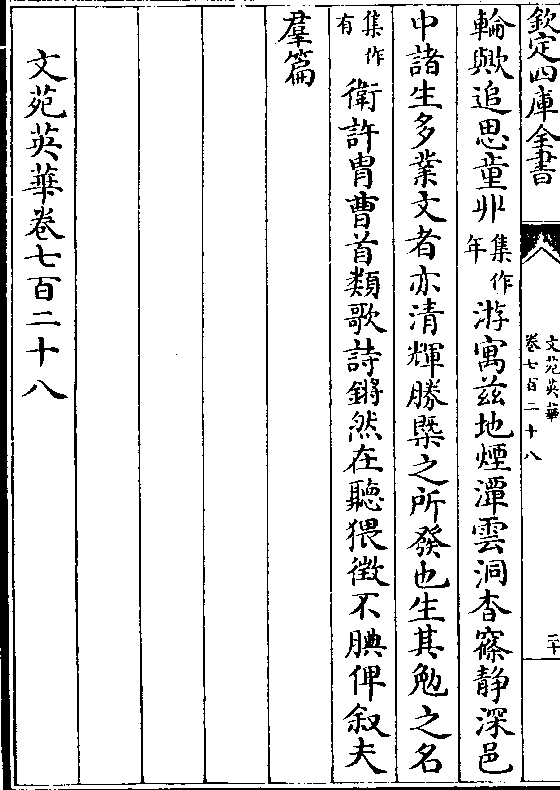 欽定四庫全書
文苑英華
卷七百二十八
二十
輪歟追思童丱集作年游寓兹地煙潭雲洞杳窱静深邑
中諸生多業文者亦清輝勝槩之所發也生其勉之名
集作有衛許胄曹首類歌詩鏘然在聽猥徴不腆俾叙夫
羣篇
文苑英華卷七百二十八